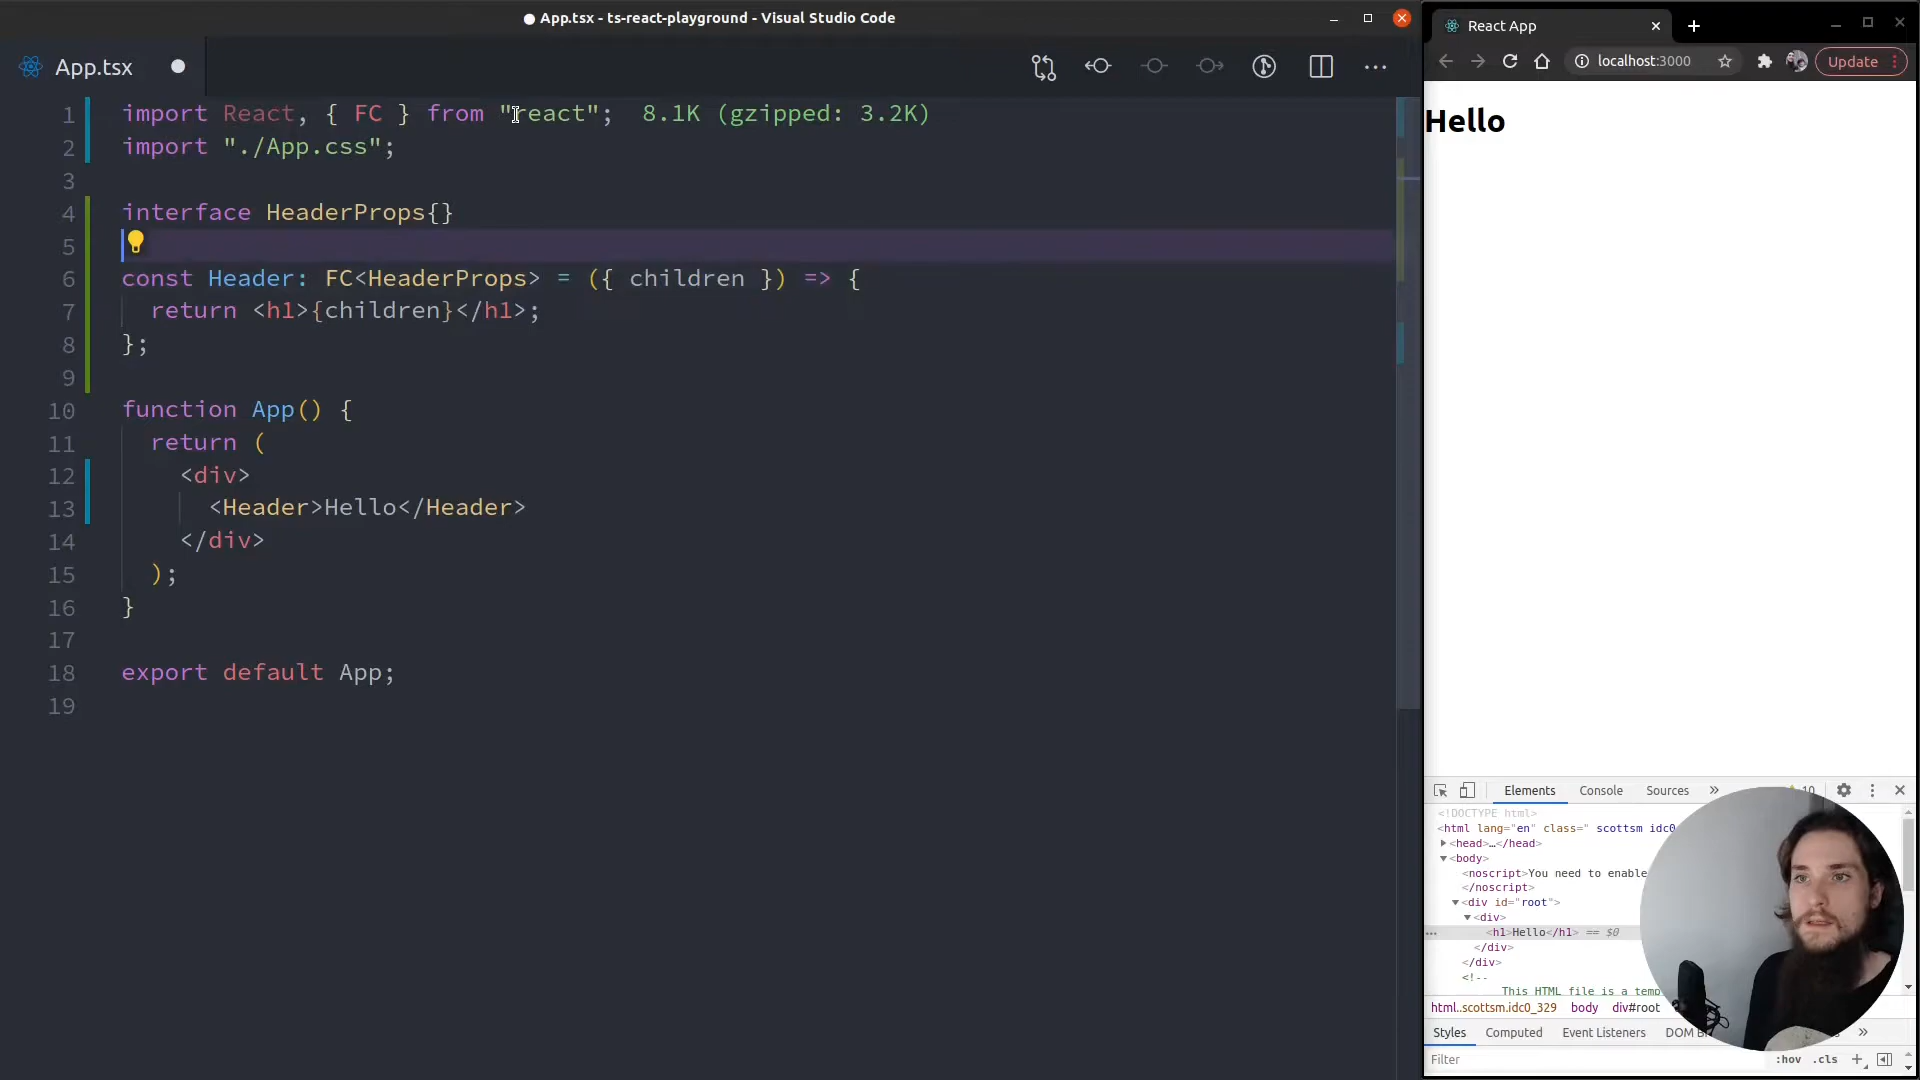 App.tsx - ts-react-playground - Visual Studio Code
App.tsx
1 import React, { FC } from "react"; 8.1K (gzipped: 3.2K)
2 import "./App.css";
3
4 interface HeaderProps{}
5
6 const Header: FC<HeaderProps> = ({ children }) => {
7 return <h1>{children}</h1>;
8 };
9
10 function App() {
11 return (
12 <div>
13 <Header>Hello</Header>
14 </div>
15 );
16 }
17
18 export default App;
19
React App
localhost:3000
Update
Hello
Elements Console Sources » 10
<!DOCTYPE html>
<html lang="en" class=" scottsm idc0
<head>…</head>
<body>
<noscript>You need to enable
</noscript>
<div id="root">
<div>
<h1>Hello</h1> == $0
</div>
</div>
<!--
This HTML file is a
html..scottsm.idc0_329 body div#root
Styles Computed Event Listeners DOM »
Filter :hov .cls +